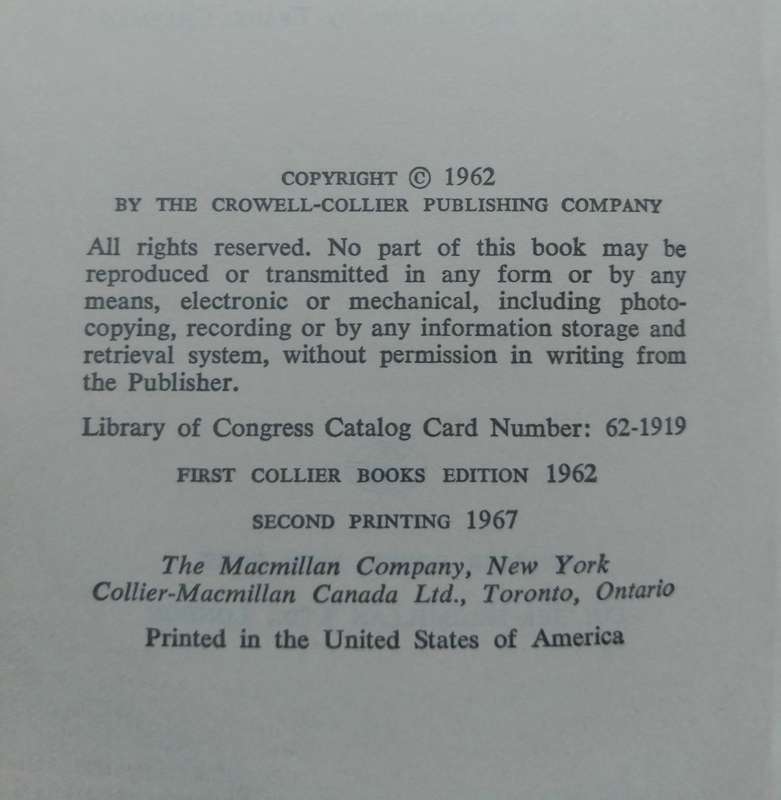 COPYRIGHT © 1962
BY THE CROWELL-COLLIER PUBLISHING COMPANY
All rights reserved. No part of this book may be
reproduced or transmitted in any form or by any
means, electronic or mechanical, including photo-
copying, recording or by any information storage and
retrieval system, without permission in writing from
the Publisher.
Library of Congress Catalog Card Number: 62-1919
FIRST COLLIER BOOKS EDITION 1962
SECOND PRINTING 1967
The Macmillan Company, New York
Collier-Macmillan Canada Ltd., Toronto, Ontario
Printed in the United States of America